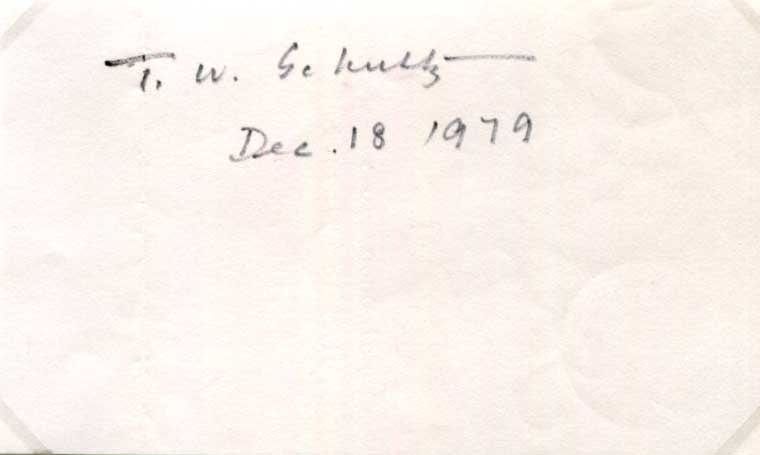 T. W. Schultz
Dec. 18 1979